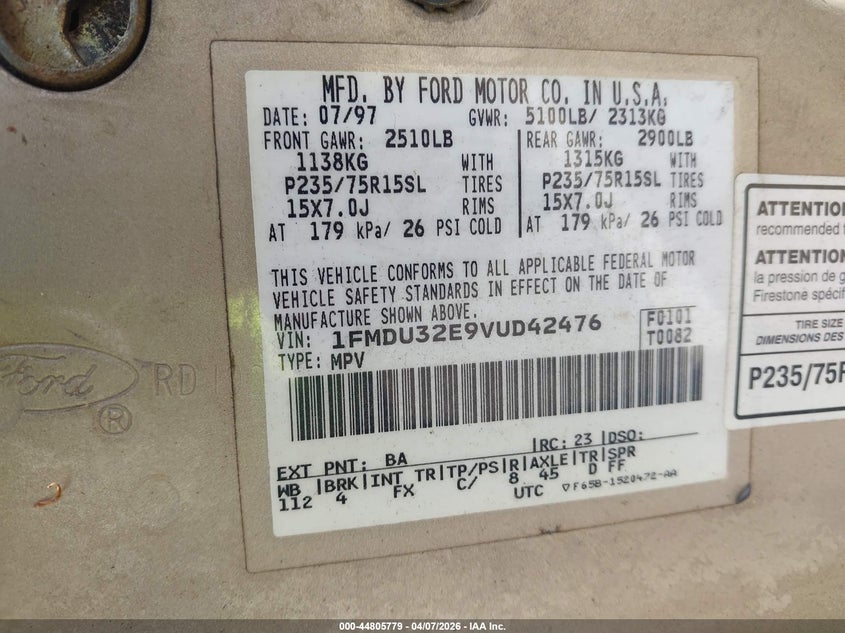 MFD. BY FORD MOTOR CO. IN U.S.A.
DATE: 07/97 GVWR: 5100LB/ 2313KG
FRONT GAWR: 2510LB REAR GAWR: 2900LB
1138KG WITH 1315KG WITH
P235/75R15SL TIRES P235/75R15SL TIRES
15X7.0J RIMS 15X7.0J RIMS
AT 179 kPa/ 26 PSI COLD AT 179 kPa/ 26 PSI COLD
THIS VEHICLE CONFORMS TO ALL APPLICABLE FEDERAL MOTOR
VEHICLE SAFETY STANDARDS IN EFFECT ON THE DATE OF
MANUFACTURE SHOWN ABOVE.
VIN: 1FMDU32E9VUD42476 F0101
TYPE: MPV T0082
EXT PNT: BA RC: 23 DSO:
WB BRK INT TR TP/PS R AXLE TR SPR
112 4 FX C/ 8 45 D FF
UTC ▽F65B-1520472-AA
Ford RD
®
ATTENTION
recommended
ATTENTION
la pression de
Firestone spécif
TIRE SIZE
DIMENSIONS DES
P235/75R
000-44805779 - 04/07/2026 - IAA Inc.